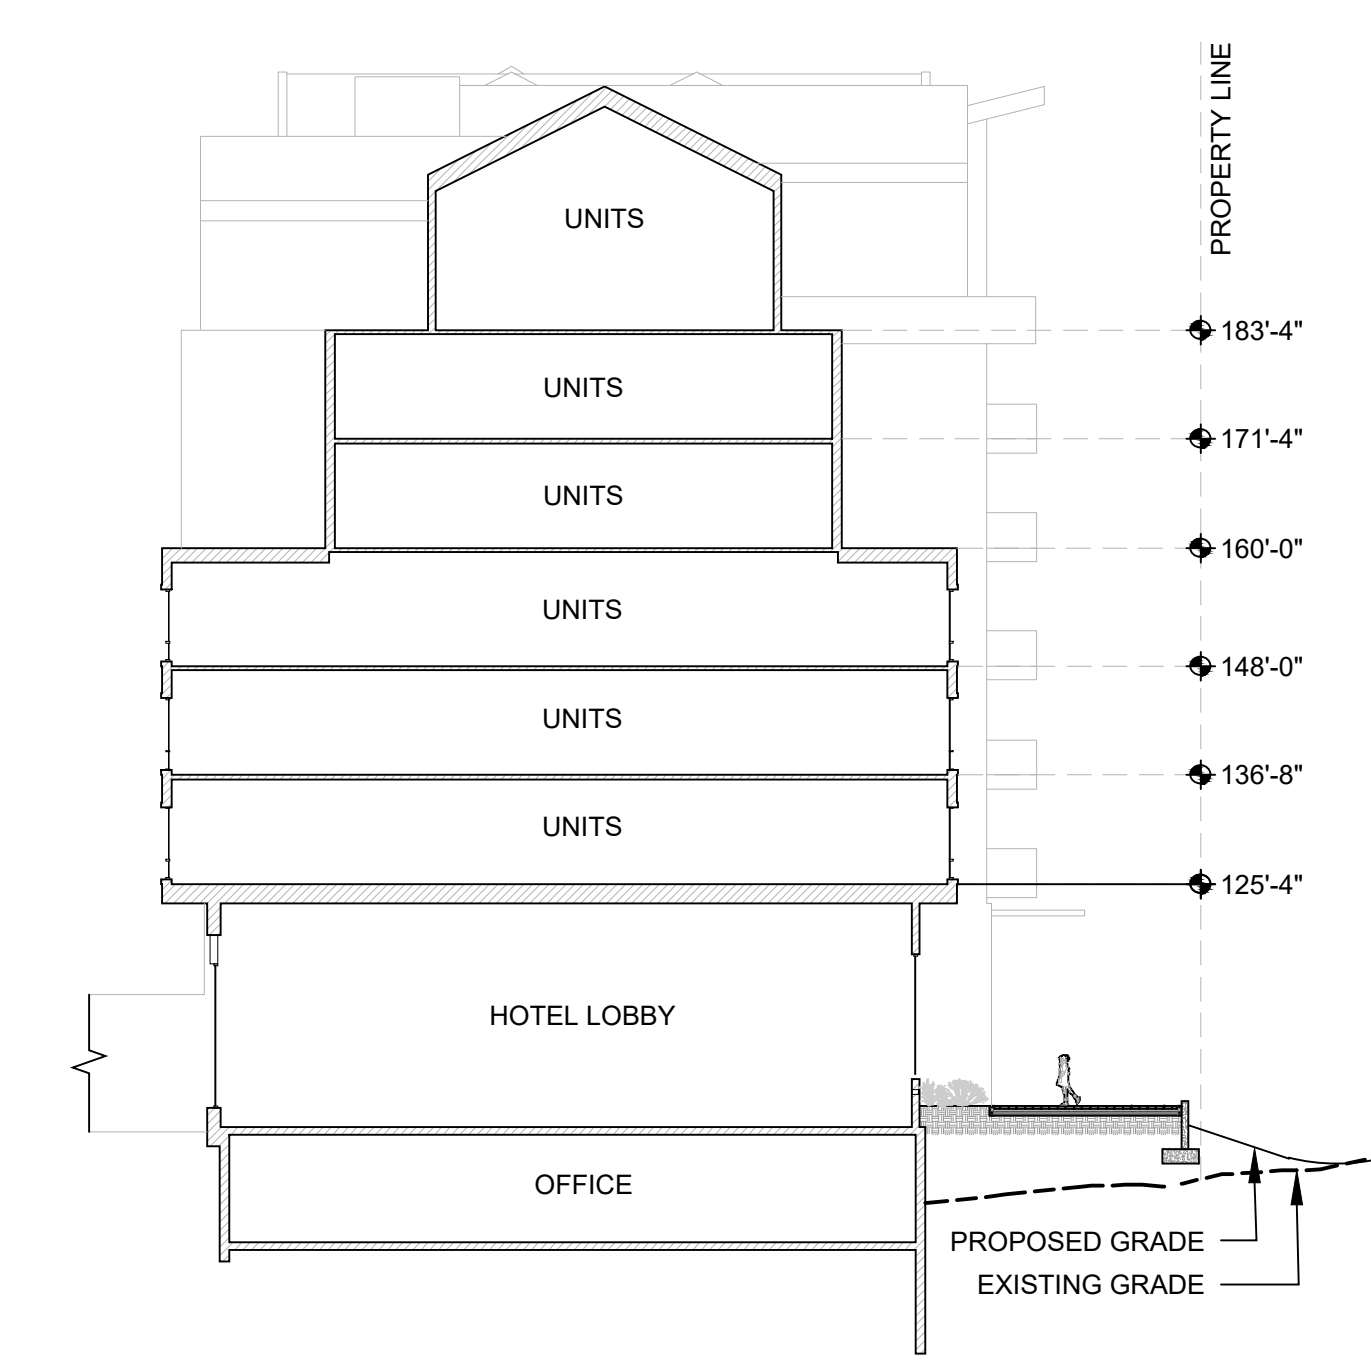 PROPERTY LINE
UNITS
183'-4"
UNITS
171'-4"
UNITS
160'-0"
UNITS
148'-0"
UNITS
136'-8"
UNITS
125'-4"
HOTEL LOBBY
OFFICE
PROPOSED GRADE
EXISTING GRADE